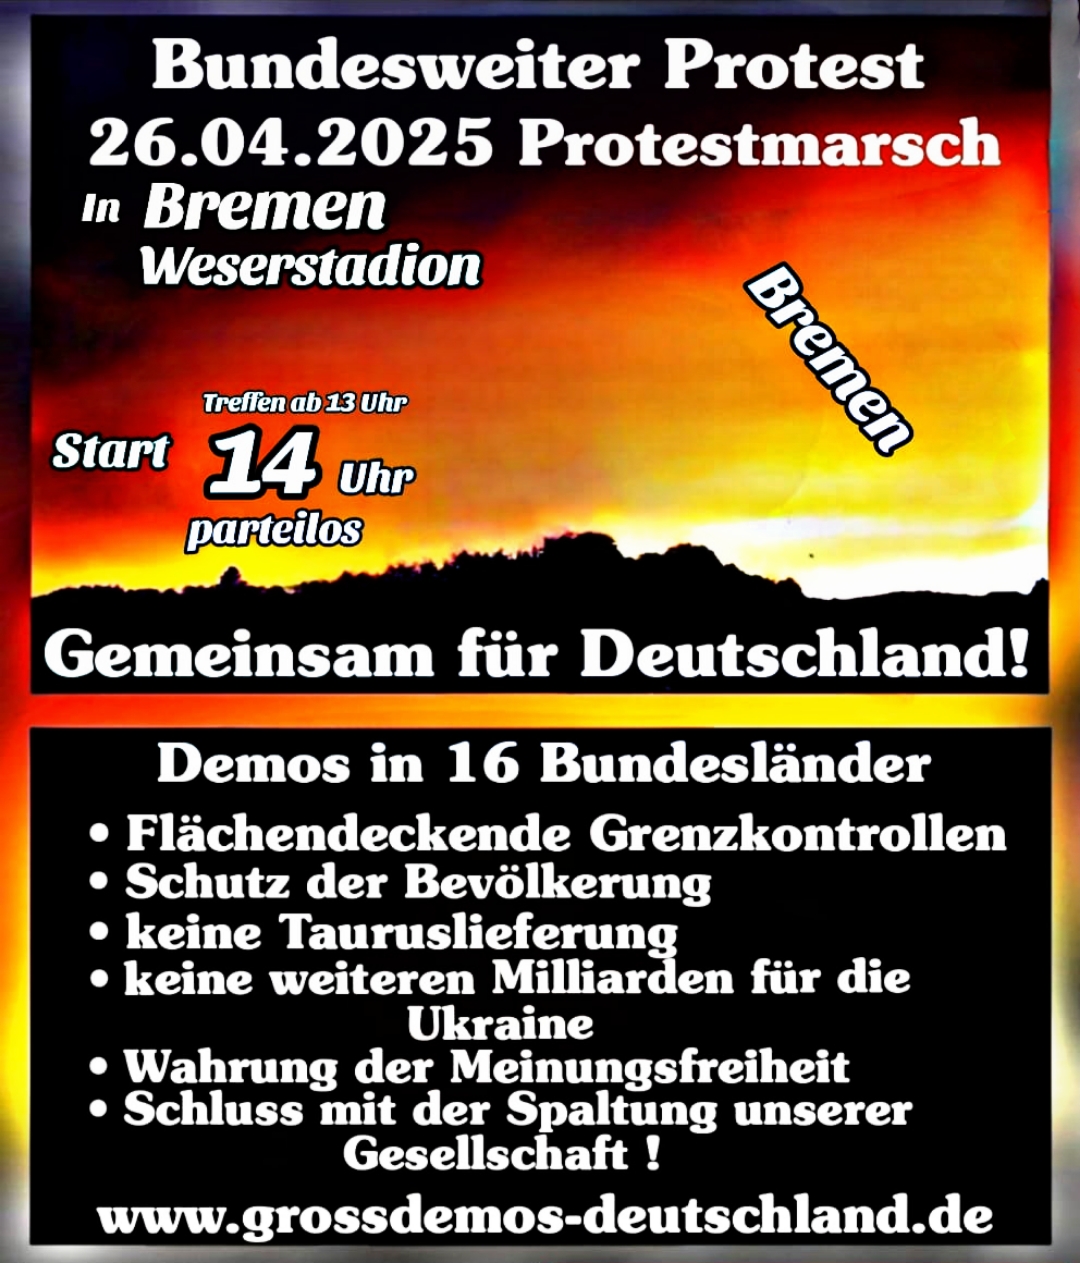 Bundesweiter Protest
26.04.2025 Protestmarsch
In Bremen
Weserstadion
Bremen
Treffen ab 13 Uhr
Start 14 Uhr
parteilos
Gemeinsam für Deutschland!
Demos in 16 Bundesländer
• Flächendeckende Grenzkontrollen
• Schutz der Bevölkerung
• keine Tauruslieferung
• keine weiteren Milliarden für die
Ukraine
• Wahrung der Meinungsfreiheit
• Schluss mit der Spaltung unserer
Gesellschaft !
www.grossdemos-deutschland.de